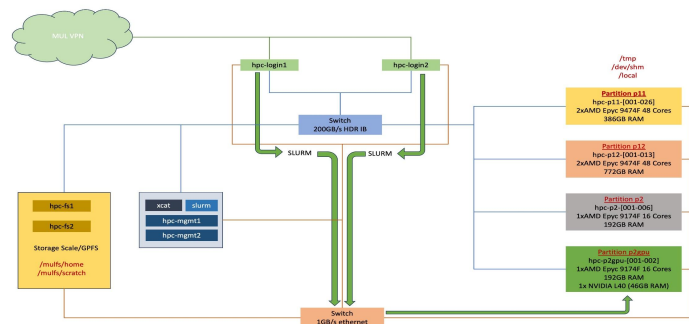 MUL VPN
hpc-login1
hpc-login2
/tmp
/dev/shm
/local
Switch
200GB/s HDR IB
SLURM
SLURM
Partition p11
hpc-p11-[001-026]
2xAMD Epyc 9474F 48 Cores
386GB RAM
Partition p12
hpc-p12-[001-013]
2xAMD Epyc 9474F 48 Cores
772GB RAM
hpc-fs1
hpc-fs2
Storage Scale/GPFS
/mulfs/home
/mulfs/scratch
xcat
slurm
hpc-mgmt1
hpc-mgmt2
Partition p2
hpc-p2-[001-006]
1xAMD Epyc 9174F 16 Cores
192GB RAM
Partition p2gpu
hpc-p2gpu-[001-002]
1xAMD Epyc 9174F 16 Cores
192GB RAM
1x NVIDIA L40 (46GB RAM)
Switch
1GB/s ethernet